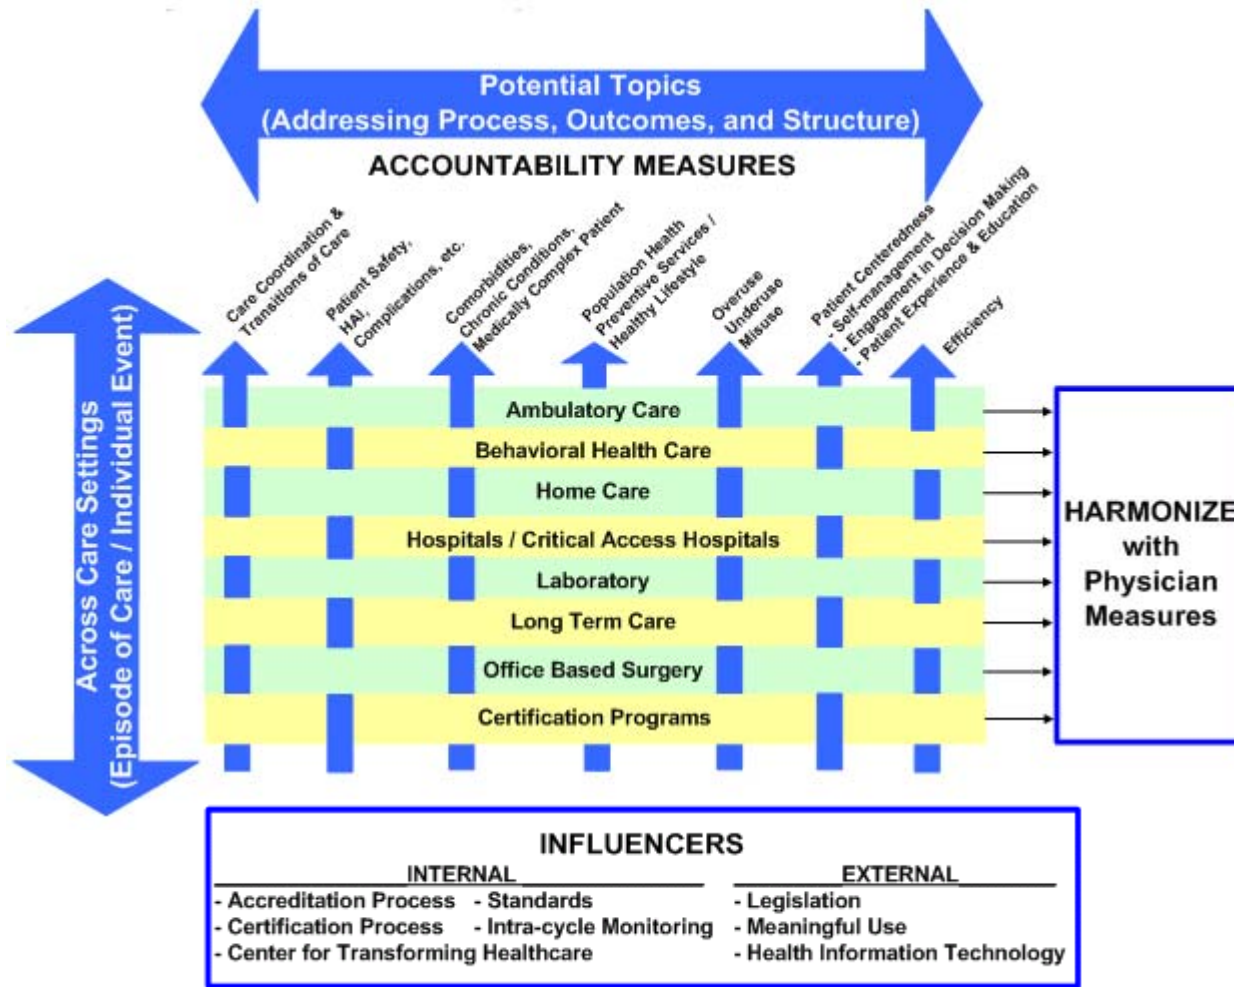 Potential Topics
(Addressing Process, Outcomes, and Structure)
ACCOUNTABILITY MEASURES
Care Coordination &
Transitions of Care
Patient Safety,
HAI,
Complications, etc.
Comorbidities,
Chronic Conditions,
Medically Complex Patient
Population Health
Preventive Services /
Healthy Lifestyle
Overuse
Underuse
Misuse
Patient Centeredness
- Self-management
- Engagement in Decision Making
- Patient Experience & Education
Efficiency
Across Care Settings
(Episode of Care / Individual Event)
Ambulatory Care
Behavioral Health Care
Home Care
Hospitals / Critical Access Hospitals
Laboratory
Long Term Care
Office Based Surgery
Certification Programs
HARMONIZE
with
Physician
Measures
INFLUENCERS
INTERNAL
- Accreditation Process - Standards
- Certification Process - Intra-cycle Monitoring
- Center for Transforming Healthcare
EXTERNAL
- Legislation
- Meaningful Use
- Health Information Technology